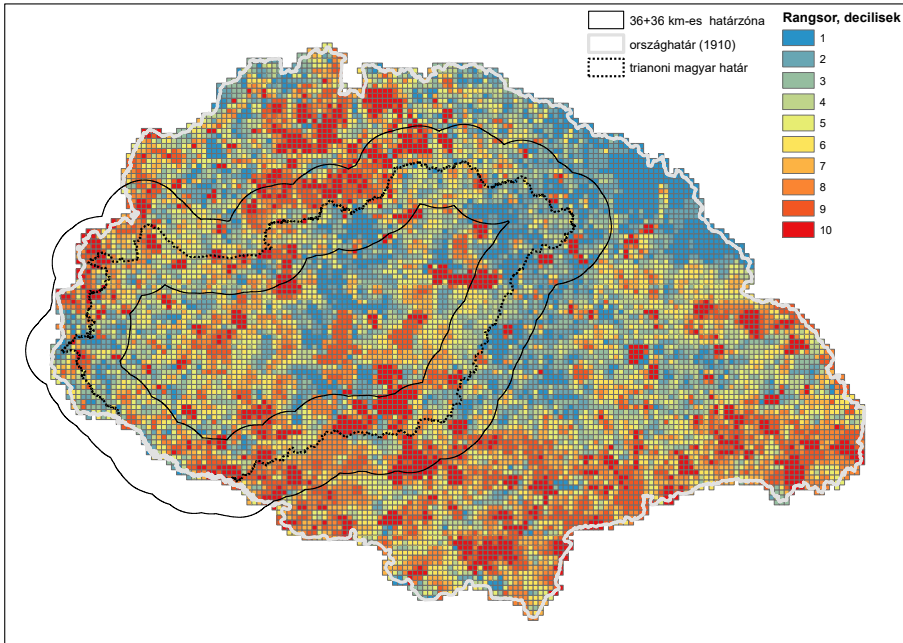 36+36 km-es határzóna
országhatár (1910)
trianoni magyar határ
Rangsor, decilisek
1
2
3
4
5
6
7
8
9
10